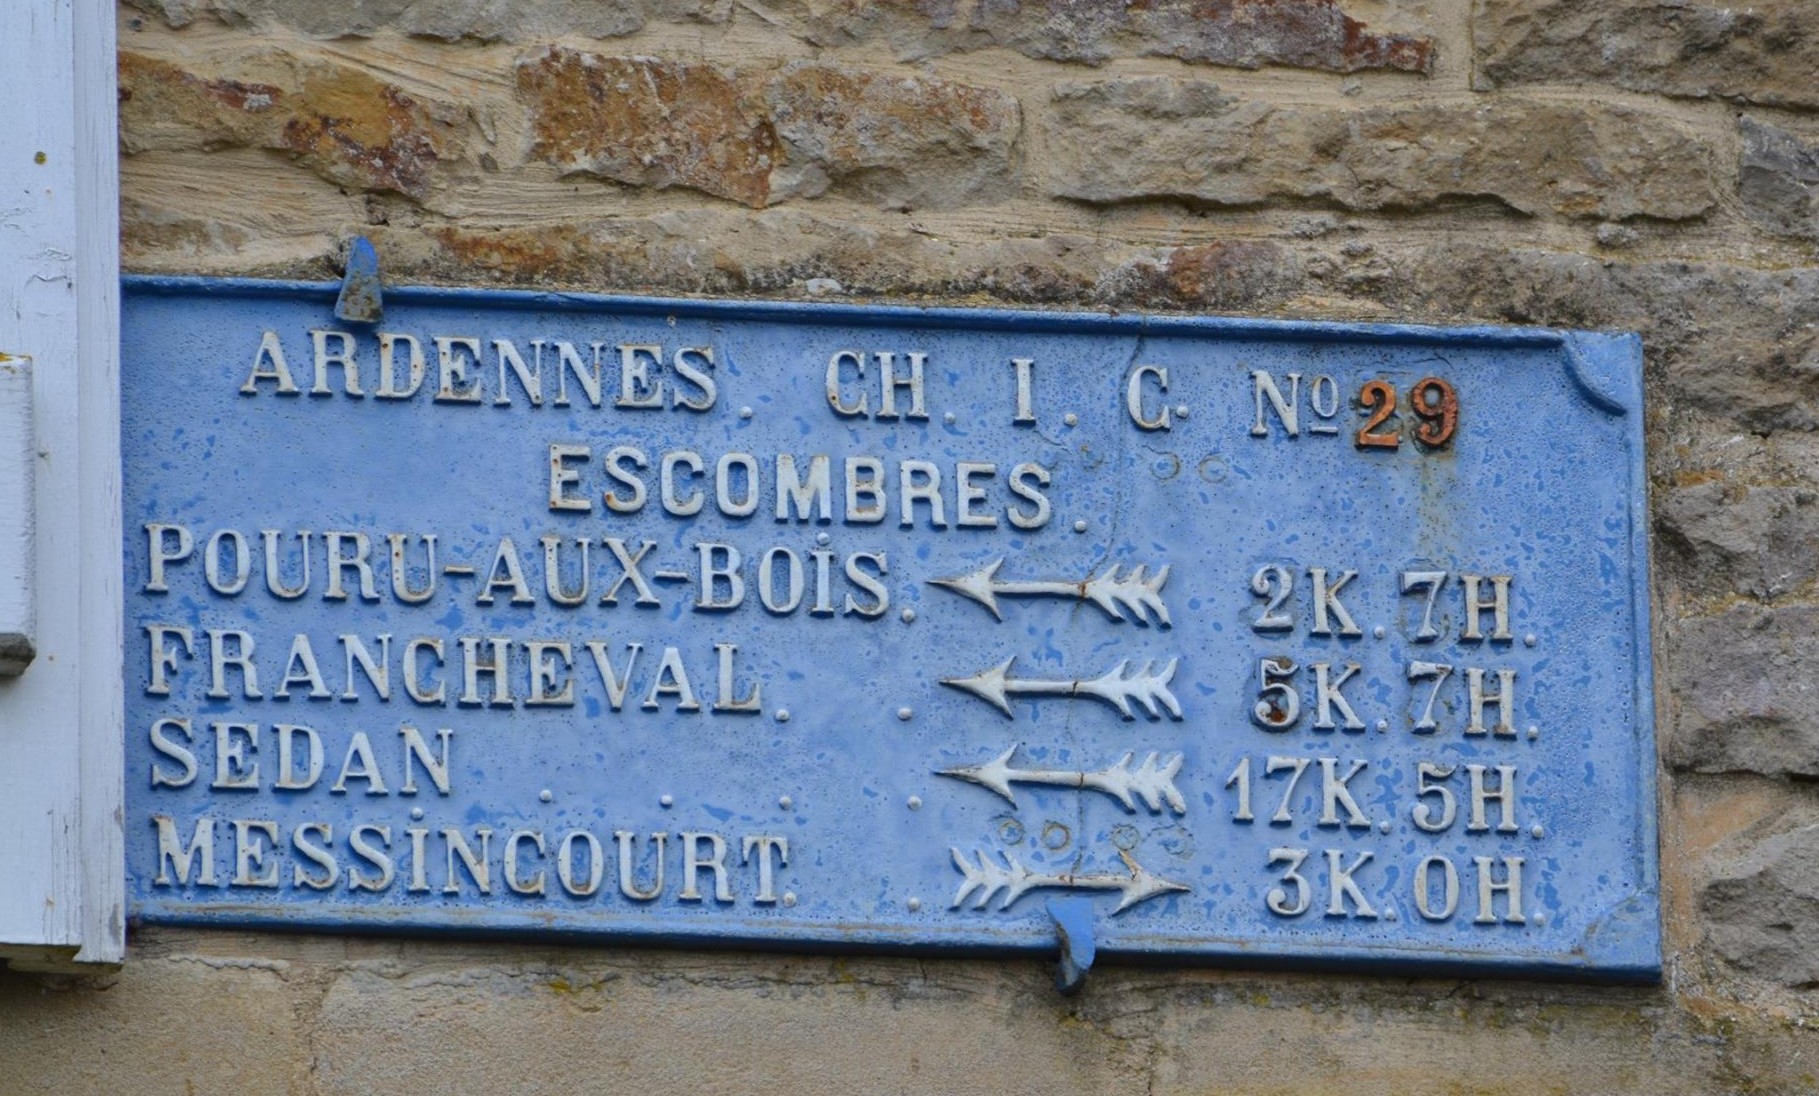 ARDENNES. CH. I. C. Nº 29
ESCOMBRES.
POURU-AUX-BOIS. 2K.7H.
FRANCHEVAL. . 5K.7H.
SEDAN . . . . 17K.5H.
MESSINCOURT. . 3K.0H.